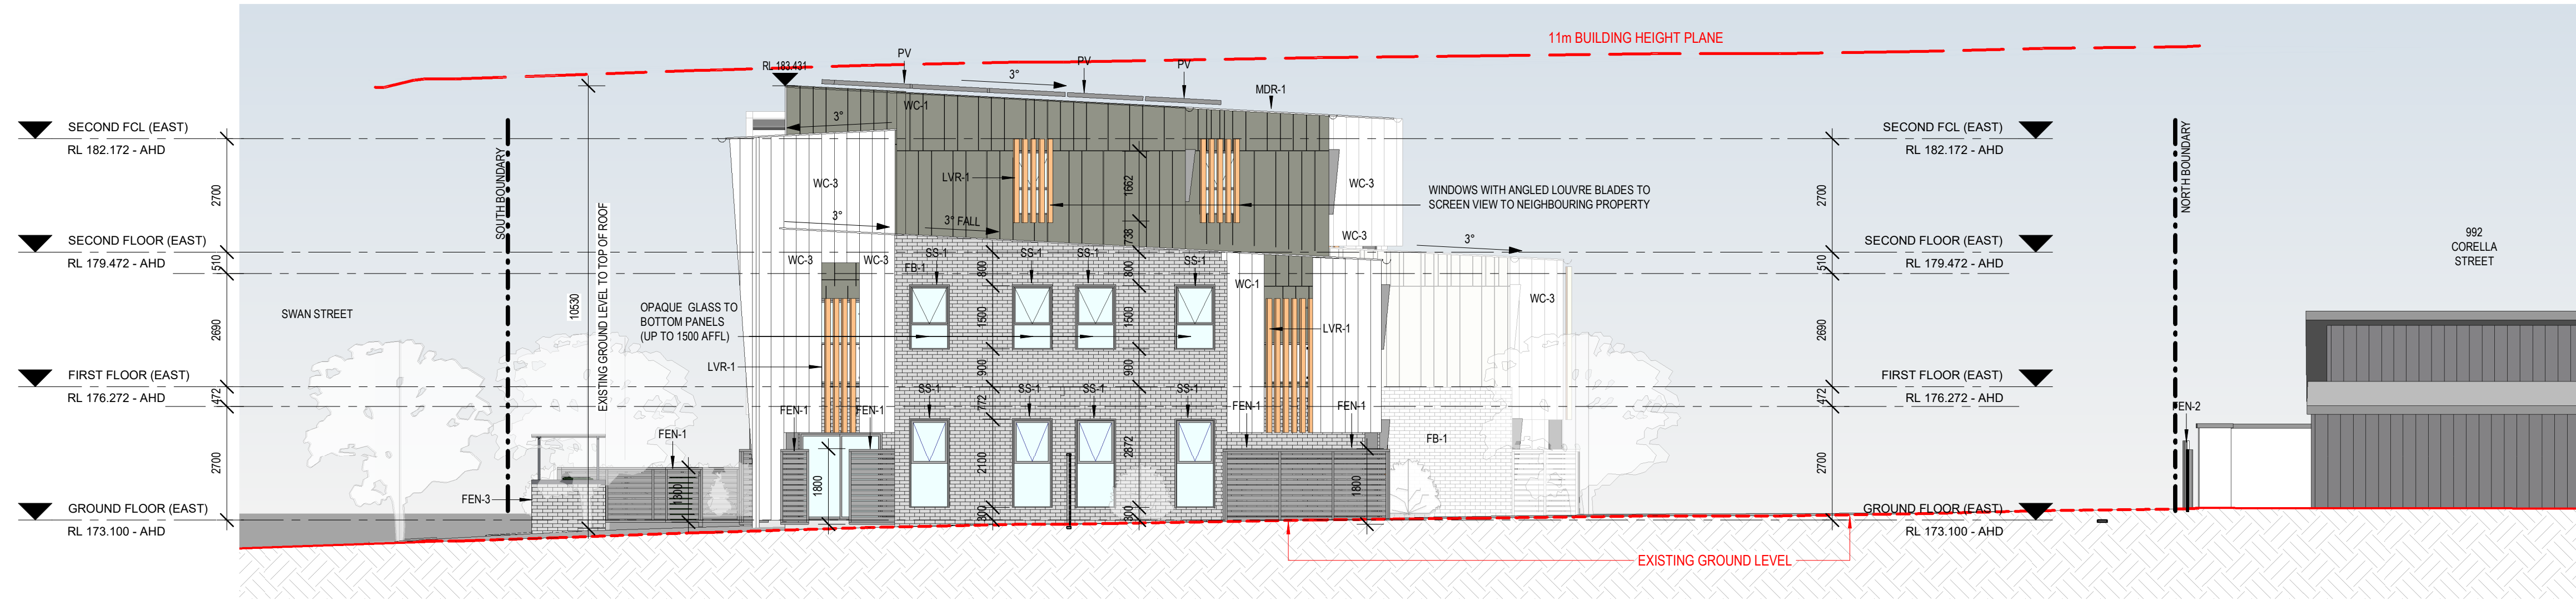 11m BUILDING HEIGHT PLANE
PV
RL 183.431
PV
PV
3°
MDR-1
WC-1
3°
SECOND FCL (EAST)
RL 182.172 - AHD
SECOND FCL (EAST)
RL 182.172 - AHD
SOUTH BOUNDARY
NORTH BOUNDARY
2700
WC-3
LVR-1
1662
WC-3
WINDOWS WITH ANGLED LOUVRE BLADES TO
SCREEN VIEW TO NEIGHBOURING PROPERTY
2700
3°
3° FALL
738
WC-3
3°
SECOND FLOOR (EAST)
RL 179.472 - AHD
SECOND FLOOR (EAST)
RL 179.472 - AHD
992
CORELLA
STREET
510
WC-3
WC-3
FB-1
SS-1
SS-1
SS-1
SS-1
800
800
510
WC-1
WC-3
EXISTING GROUND LEVEL TO TOP OF ROOF
10530
SWAN STREET
OPAQUE GLASS TO
BOTTOM PANELS
(UP TO 1500 AFFL)
2690
1500
1500
LVR-1
2690
LVR-1
900
900
FIRST FLOOR (EAST)
RL 176.272 - AHD
FIRST FLOOR (EAST)
RL 176.272 - AHD
472
SS-1
SS-1
SS-1
SS-1
772
472
FEN-1
FEN-1
FEN-1
FEN-1
FEN-2
FEN-1
FB-1
2700
1800
1800
2100
2872
1800
2700
FEN-3
300
300
GROUND FLOOR (EAST)
RL 173.100 - AHD
GROUND FLOOR (EAST)
RL 173.100 - AHD
EXISTING GROUND LEVEL